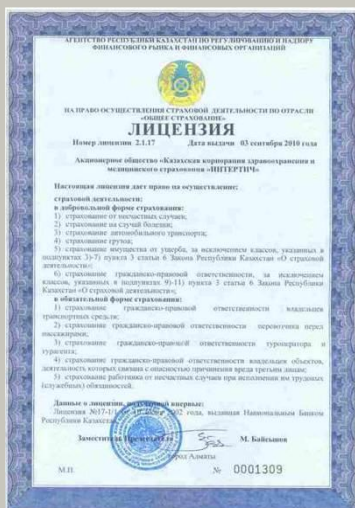 АГЕНТСТВО РЕСПУБЛИКИ КАЗАХСТАН ПО РЕГУЛИРОВАНИЮ И НАДЗОРУ
ФИНАНСОВОГО РЫНКА И ФИНАНСОВЫХ ОРГАНИЗАЦИЙ
НА ПРАВО ОСУЩЕСТВЛЕНИЯ СТРАХОВОЙ ДЕЯТЕЛЬНОСТИ ПО ОТРАСЛИ
«ОБЩЕЕ СТРАХОВАНИЕ»
ЛИЦЕНЗИЯ
Номер лицензии 2.1.17 Дата выдачи 03 сентября 2010 года
Акционерное общество «Казахская корпорация здравоохранения и
медицинского страхования «ИНТЕРТИЧ»
Настоящая лицензия дает право на осуществление:
страховой деятельности:
в добровольной форме страхования:
1) страхование от несчастных случаев;
2) страхование на случай болезни;
3) страхование автомобильного транспорта;
4) страхование грузов;
5) страхование имущества от ущерба, за исключением классов, указанных в
подпунктах 3)-7) пункта 3 статьи 6 Закона Республики Казахстан «О страховой
деятельности»;
6) страхование гражданско-правовой ответственности, за исключением
классов, указанных в подпунктах 9)-11) пункта 3 статьи 6 Закона Республики
Казахстан «О страховой деятельности»;
в обязательной форме страхования:
1) страхование гражданско-правовой ответственности владельцев
транспортных средств;
2) страхование гражданско-правовой ответственности перевозчика перед
пассажирами;
3) страхование гражданско-правовой ответственности туроператора и
турагента;
4) страхование гражданско-правовой ответственности владельцев объектов,
деятельность которых связана с опасностью причинения вреда третьим лицам;
5) страхование работника от несчастных случаев при исполнении им трудовых
(служебных) обязанностей.
Данные о лицензии, полученной впервые:
Лицензия №17-1/1 от 2002 года, выданная Национальным Банком
Республики Казахстан
Заместитель Председателя М. Байсынов
город Алматы
М.П. № 0001309